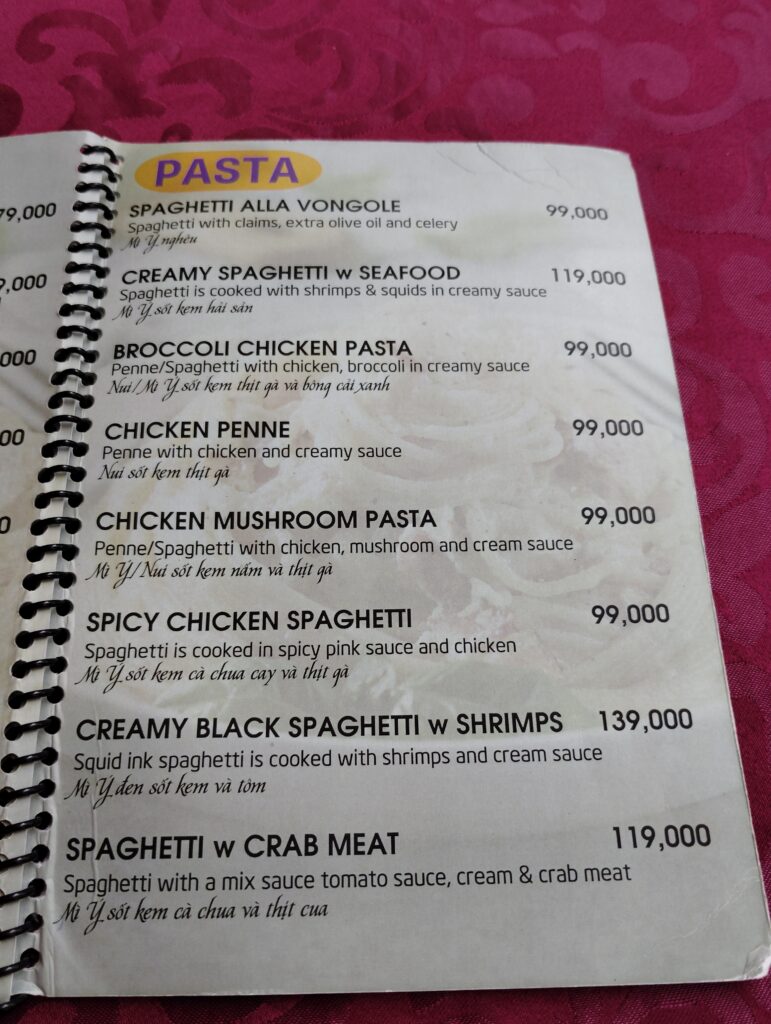 PASTA
SPAGHETTI ALLA VONGOLE 99,000
Spaghetti with claims, extra olive oil and celery
Mì Ý nghêu
CREAMY SPAGHETTI w SEAFOOD 119,000
Spaghetti is cooked with shrimps & squids in creamy sauce
Mì Ý sốt kem hải sản
BROCCOLI CHICKEN PASTA 99,000
Penne/Spaghetti with chicken, broccoli in creamy sauce
Nui/Mì Ý sốt kem thịt gà và bông cải xanh
CHICKEN PENNE 99,000
Penne with chicken and creamy sauce
Nui sốt kem thịt gà
CHICKEN MUSHROOM PASTA 99,000
Penne/Spaghetti with chicken, mushroom and cream sauce
Mì Ý/Nui sốt kem nấm và thịt gà
SPICY CHICKEN SPAGHETTI 99,000
Spaghetti is cooked in spicy pink sauce and chicken
Mì Ý sốt kem cà chua cay và thịt gà
CREAMY BLACK SPAGHETTI w SHRIMPS 139,000
Squid ink spaghetti is cooked with shrimps and cream sauce
Mì Ý đen sốt kem và tôm
SPAGHETTI w CRAB MEAT 119,000
Spaghetti with a mix sauce tomato sauce, cream & crab meat
Mì Ý sốt kem cà chua và thịt cua